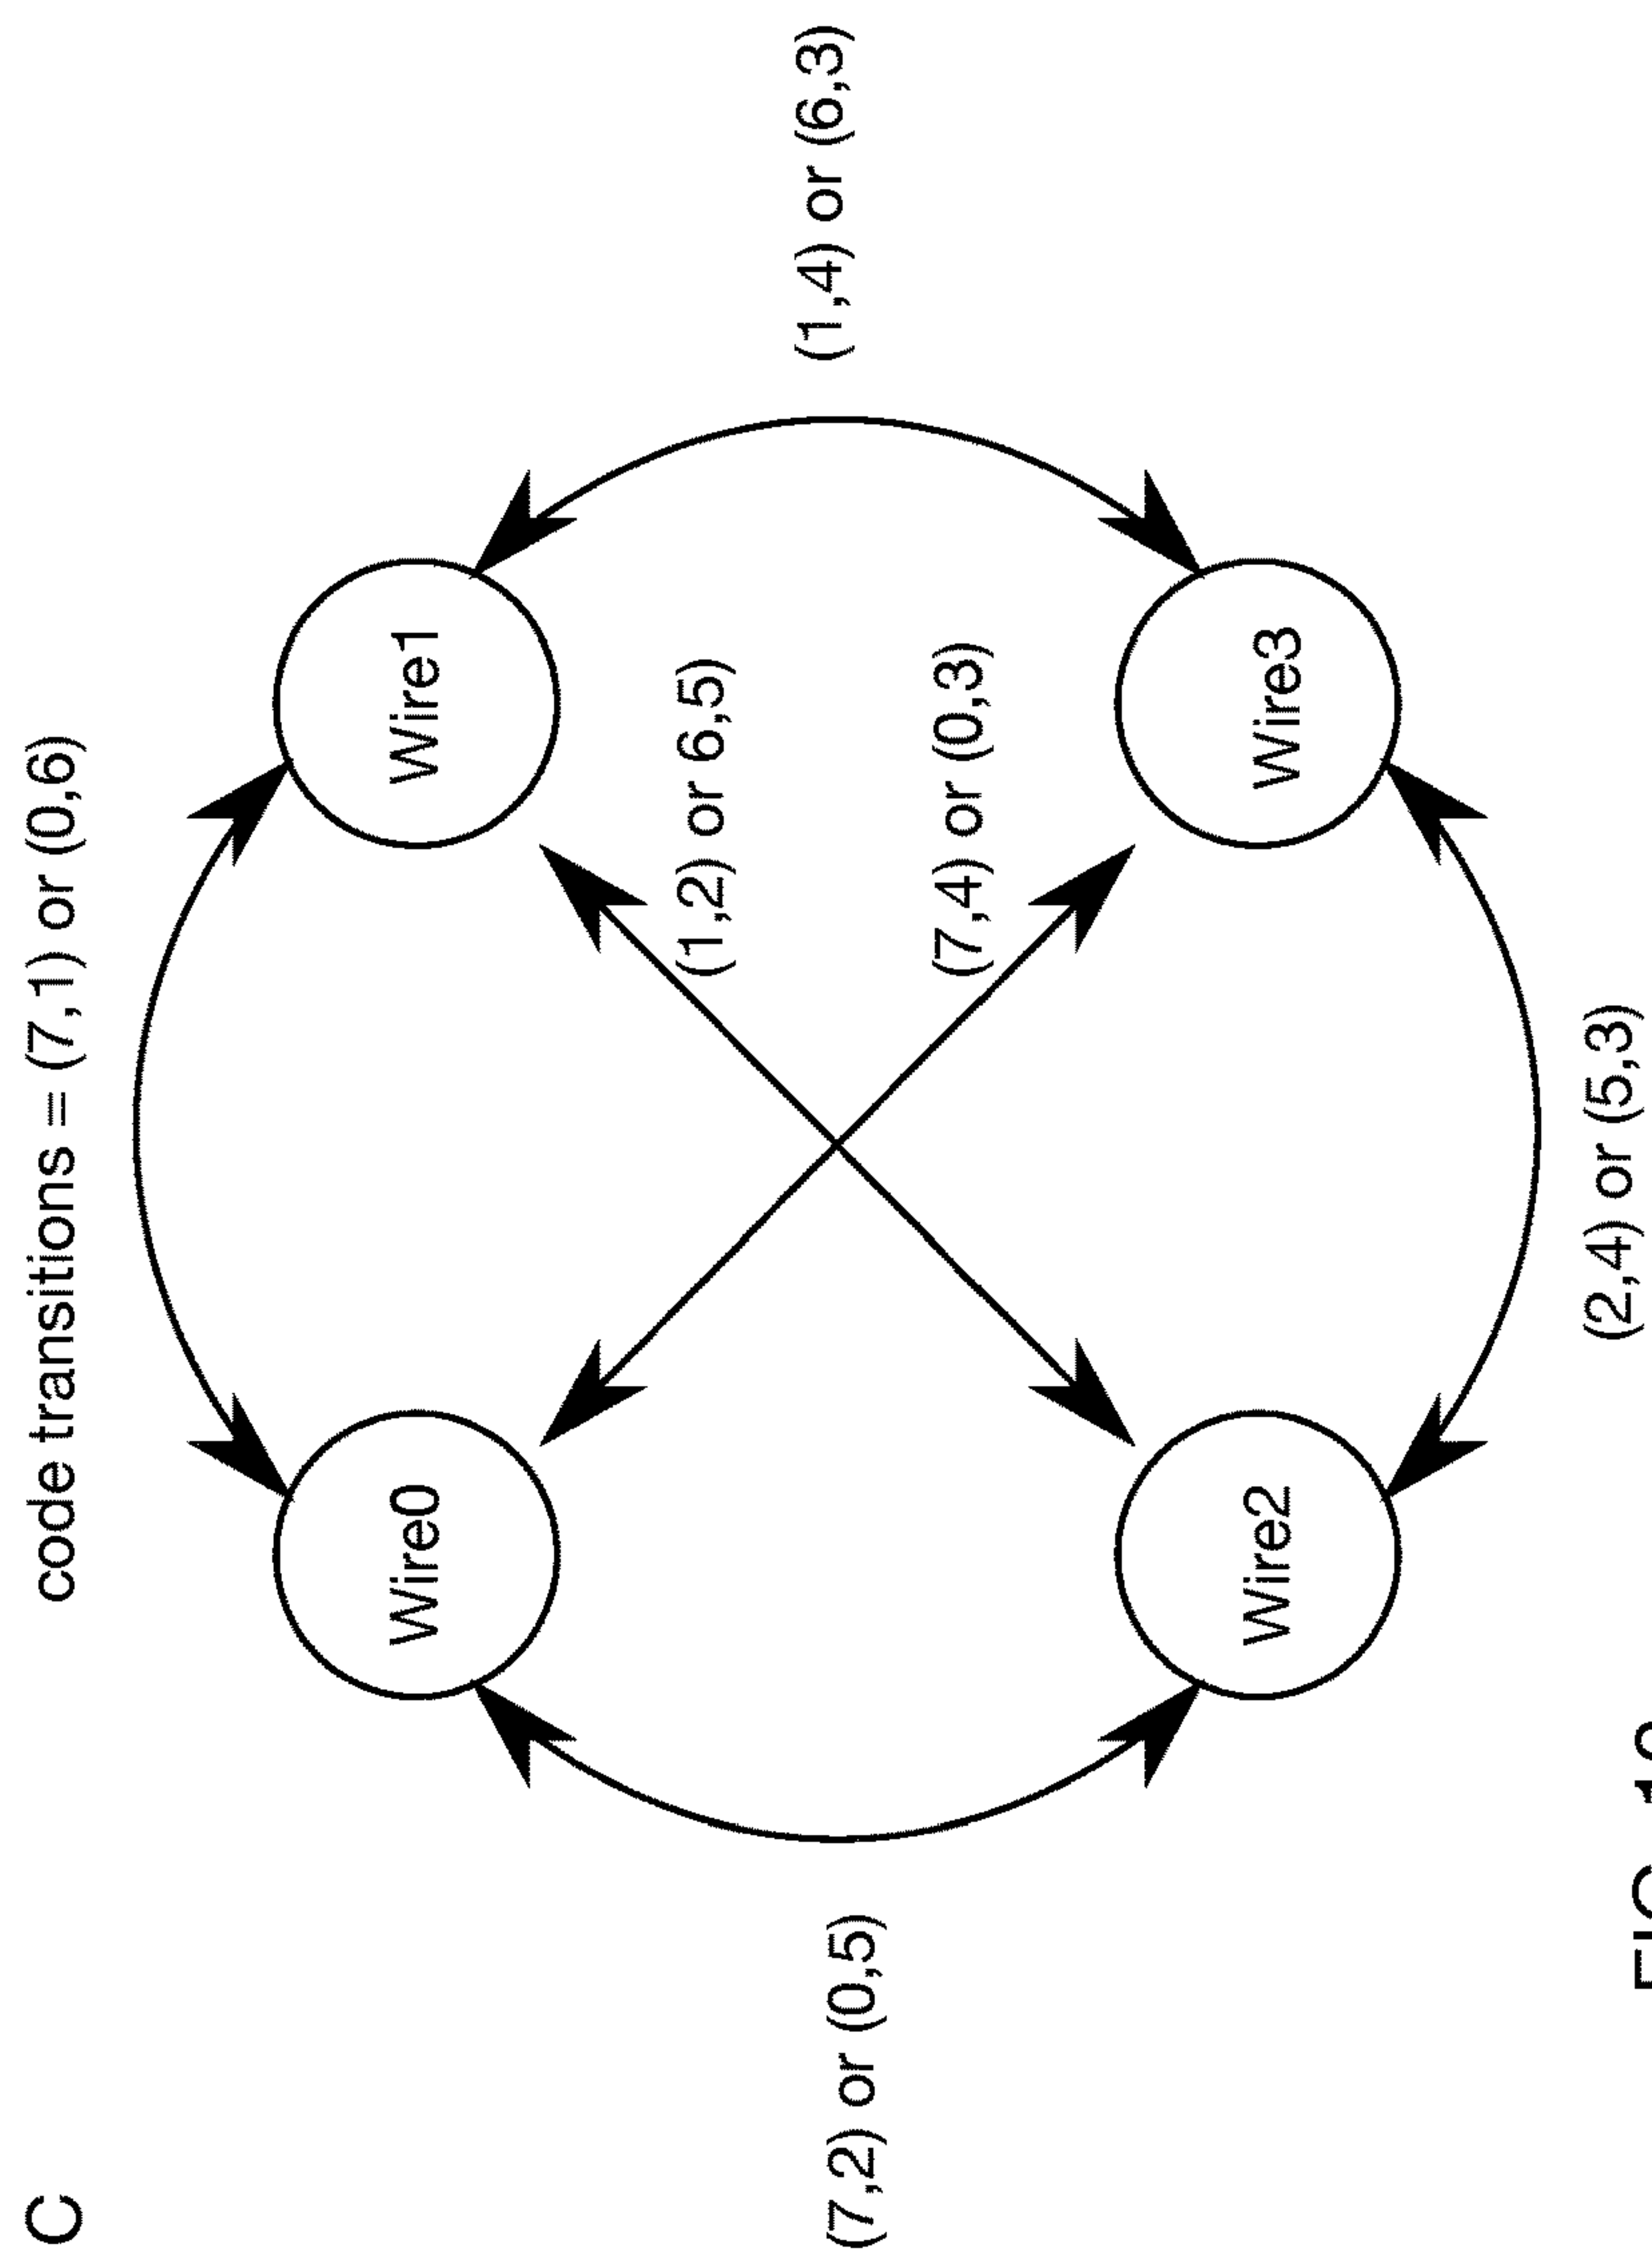 C
code transitions = (7,1) or (0,6)
Wire0
Wire1
(1,2) or 6,5)
(7,2) or (0,5)
(1,4) or (6,3)
(7,4) or (0,3)
Wire2
Wire3
(2,4) or (5,3)